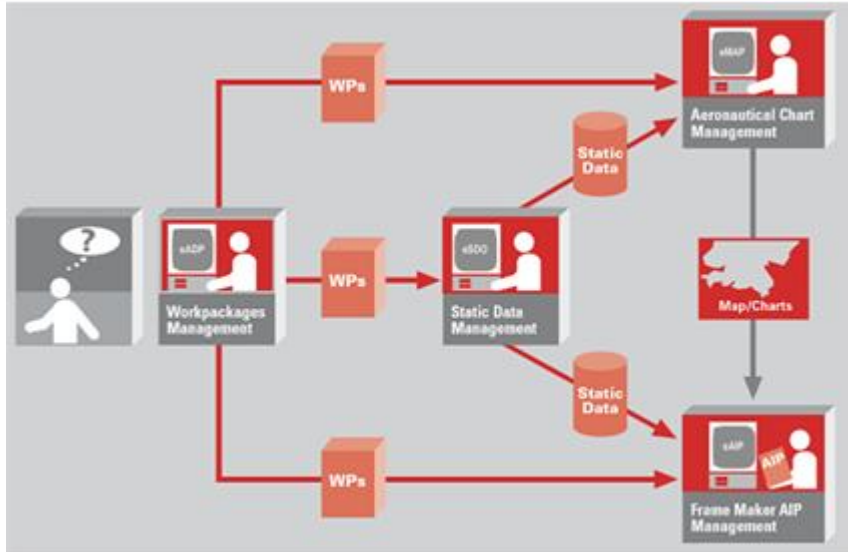 eMAP
WPs
Aeronautical Chart
Management
Static
Data
?
eADP
WPs
eSDO
Workpackages
Management
Static Data
Management
Map/Charts
Static
Data
eAIP
AIP
WPs
Frame Maker AIP
Management